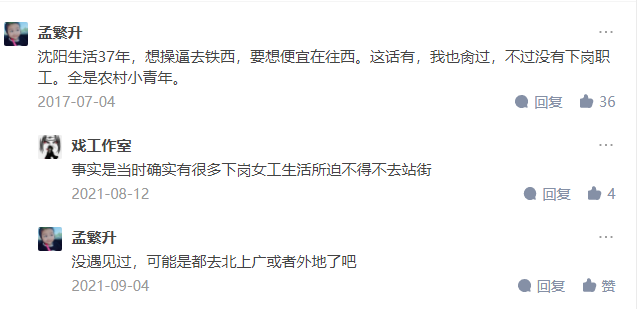 孟繁升
沈阳生活37年，想操逼去铁西，要想便宜在往西。这话有，我也肏过，不过没有下岗职
工。全是农村小青年。
2017-07-04 回复 36
戏工作室
事实是当时确实有很多下岗女工生活所迫不得不去站街
2021-08-12 回复 4
孟繁升
没遇见过，可能是都去北上广或者外地了吧
2021-09-04 回复 赞